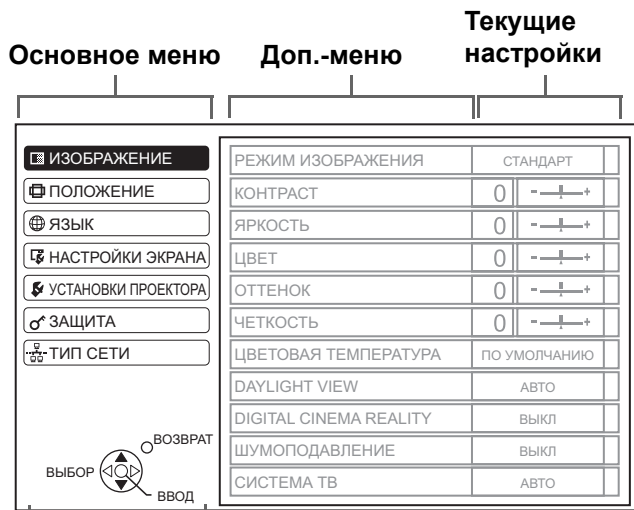 Основное меню
Доп.-меню
Текущие
настройки
ИЗОБРАЖЕНИЕ
ПОЛОЖЕНИЕ
ЯЗЫК
НАСТРОЙКИ ЭКРАНА
УСТАНОВКИ ПРОЕКТОРА
ЗАЩИТА
ТИП СЕТИ
РЕЖИМ ИЗОБРАЖЕНИЯ СТАНДАРТ
КОНТРАСТ 0 - +
ЯРКОСТЬ 0 - +
ЦВЕТ 0 - +
ОТТЕНОК 0 - +
ЧЕТКОСТЬ 0 - +
ЦВЕТОВАЯ ТЕМПЕРАТУРА ПО УМОЛЧАНИЮ
DAYLIGHT VIEW АВТО
DIGITAL CINEMA REALITY ВЫКЛ
ШУМОПОДАВЛЕНИЕ ВЫКЛ
СИСТЕМА ТВ АВТО
ВОЗВРАТ
ВЫБОР
ВВОД